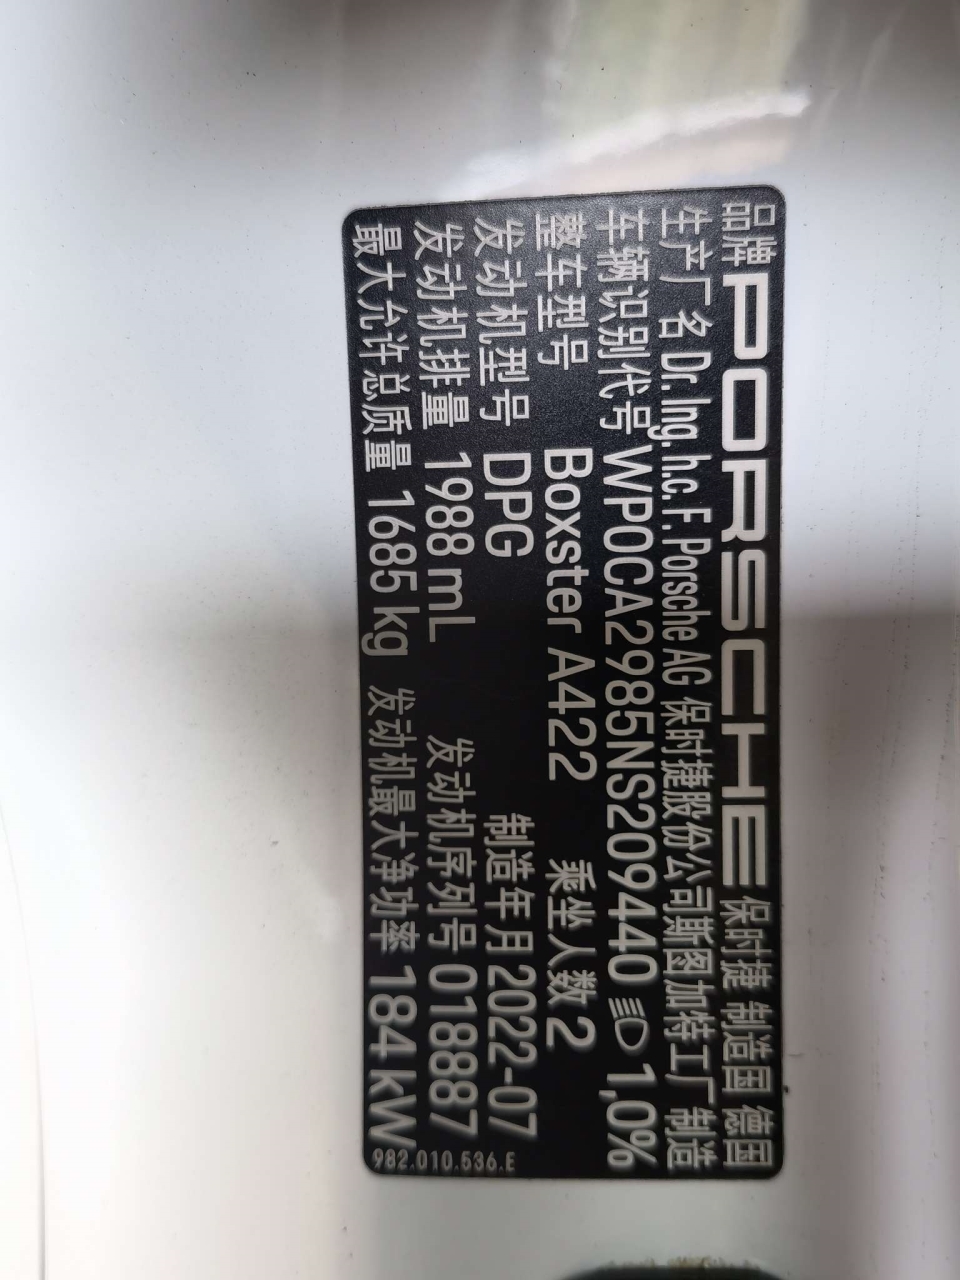 品牌 PORSCHE 保时捷 制造国 德国
生产厂名 Dr. Ing. h.c. F. Porsche AG 保时捷股份公司斯图加特工厂 制造
车辆识别代号 WP0CA2985NS209440 1,0%
整车型号 Boxster A422 乘坐人数 2
发动机型号 DPG 制造年月 2022-07
发动机排量 1988 mL 发动机序列号 018887
最大允许总质量 1685 kg 发动机最大净功率 184 kW
982.010.536.E